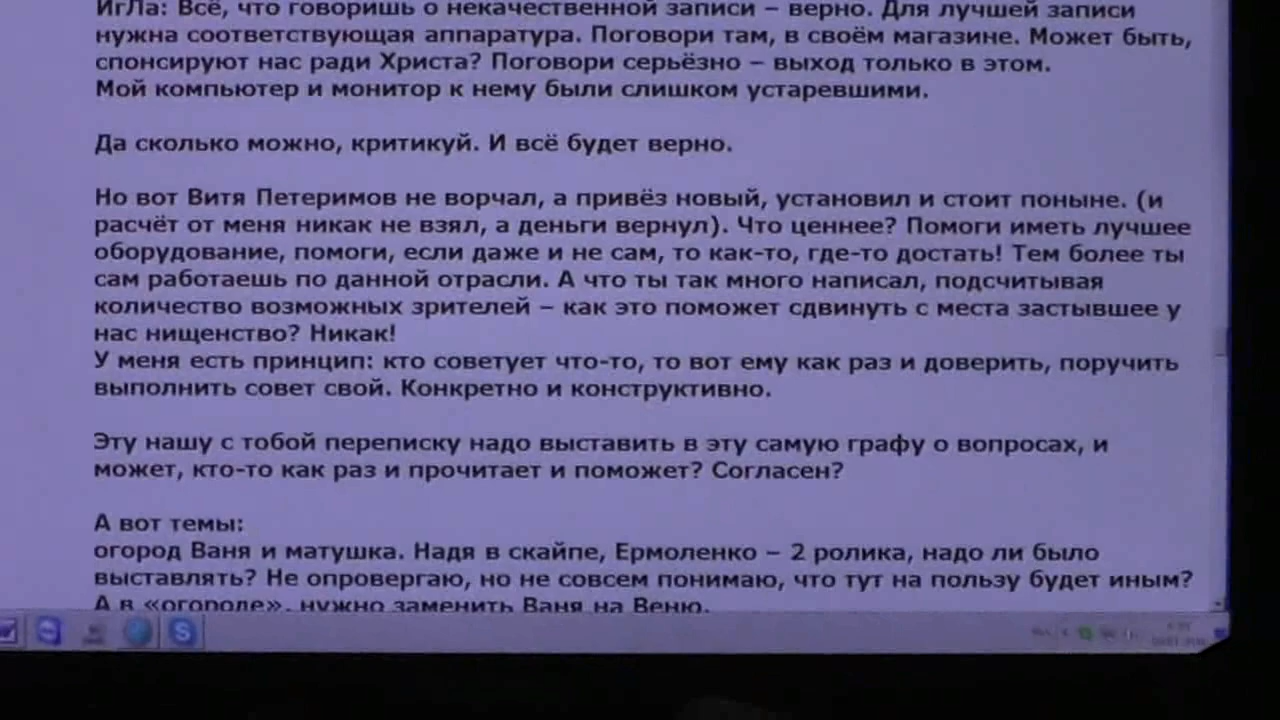 ИгЛа: Всё, что говоришь о некачественной записи – верно. Для лучшей записи
нужна соответствующая аппаратура. Поговори там, в своём магазине. Может быть,
спонсируют нас ради Христа? Поговори серьёзно – выход только в этом.
Мой компьютер и монитор к нему были слишком устаревшими.
Да сколько можно, критикуй. И всё будет верно.
Но вот Витя Петеримов не ворчал, а привёз новый, установил и стоит поныне. (и
расчёт от меня никак не взял, а деньги вернул). Что ценнее? Помоги иметь лучшее
оборудование, помоги, если даже и не сам, то как-то, где-то достать! Тем более ты
сам работаешь по данной отрасли. А что ты так много написал, подсчитывая
количество возможных зрителей – как это поможет сдвинуть с места застывшее у
нас нищенство? Никак!
У меня есть принцип: кто советует что-то, то вот ему как раз и доверить, поручить
выполнить совет свой. Конкретно и конструктивно.
Эту нашу с тобой переписку надо выставить в эту самую графу о вопросах, и
может, кто-то как раз и прочитает и поможет? Согласен?
А вот темы:
огород Ваня и матушка. Надя в скайпе, Ермоленко – 2 ролика, надо ли было
выставлять? Не опровергаю, но не совсем понимаю, что тут на пользу будет иным?
А в «огороде», нужно заменить Ваня на Веню.